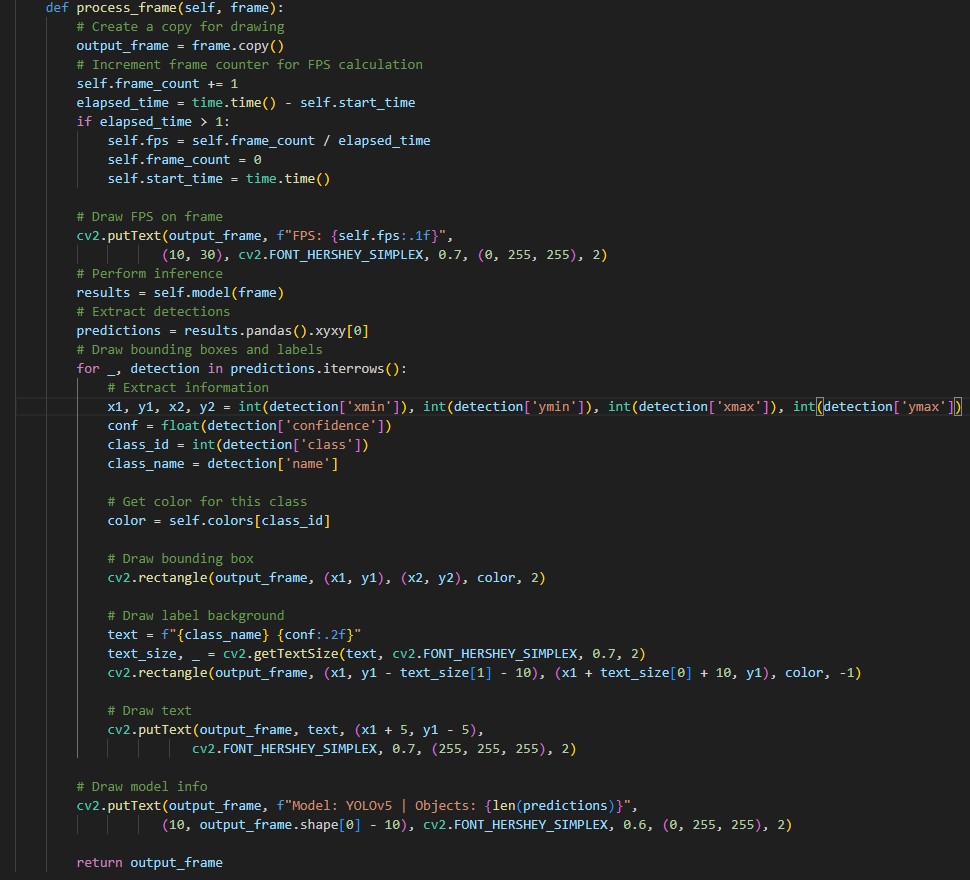 def process_frame(self, frame):
    # Create a copy for drawing
    output_frame = frame.copy()
    # Increment frame counter for FPS calculation
    self.frame_count += 1
    elapsed_time = time.time() - self.start_time
    if elapsed_time > 1:
        self.fps = self.frame_count / elapsed_time
        self.frame_count = 0
        self.start_time = time.time()

    # Draw FPS on frame
    cv2.putText(output_frame, f"FPS: {self.fps:.1f}",
               (10, 30), cv2.FONT_HERSHEY_SIMPLEX, 0.7, (0, 255, 255), 2)
    # Perform inference
    results = self.model(frame)
    # Extract detections
    predictions = results.pandas().xyxy[0]
    # Draw bounding boxes and labels
    for _, detection in predictions.iterrows():
        # Extract information
        x1, y1, x2, y2 = int(detection['xmin']), int(detection['ymin']), int(detection['xmax']), int(detection['ymax'])
        conf = float(detection['confidence'])
        class_id = int(detection['class'])
        class_name = detection['name']

        # Get color for this class
        color = self.colors[class_id]

        # Draw bounding box
        cv2.rectangle(output_frame, (x1, y1), (x2, y2), color, 2)

        # Draw label background
        text = f"{class_name} {conf:.2f}"
        text_size, _ = cv2.getTextSize(text, cv2.FONT_HERSHEY_SIMPLEX, 0.7, 2)
        cv2.rectangle(output_frame, (x1, y1 - text_size[1] - 10), (x1 + text_size[0] + 10, y1), color, -1)

        # Draw text
        cv2.putText(output_frame, text, (x1 + 5, y1 - 5),
                   cv2.FONT_HERSHEY_SIMPLEX, 0.7, (255, 255, 255), 2)

    # Draw model info
    cv2.putText(output_frame, f"Model: YOLOv5 | Objects: {len(predictions)}",
               (10, output_frame.shape[0] - 10), cv2.FONT_HERSHEY_SIMPLEX, 0.6, (0, 255, 255), 2)

    return output_frame